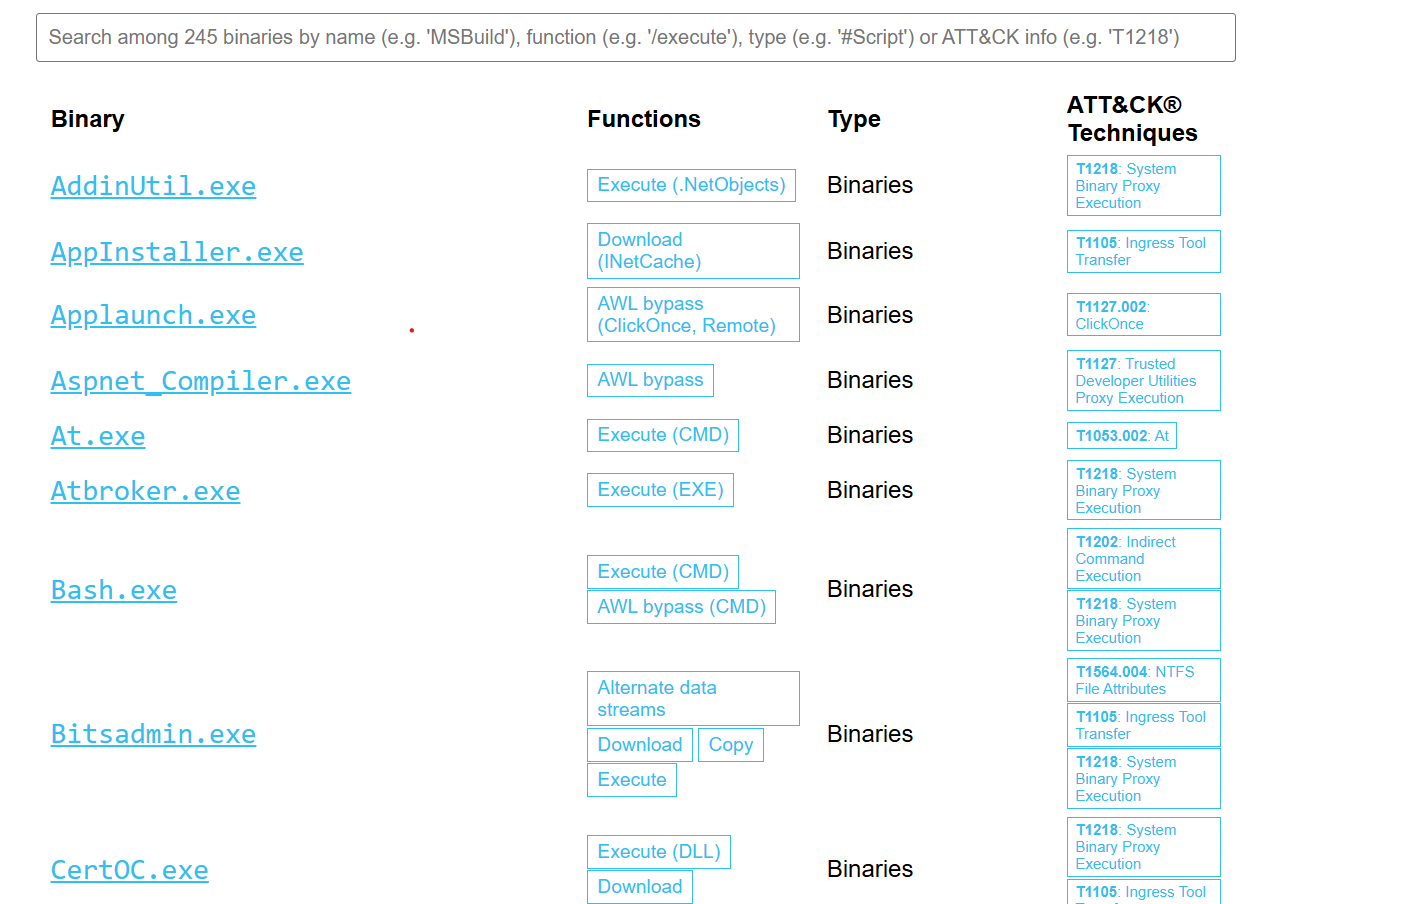 Search among 245 binaries by name (e.g. 'MSBuild'), function (e.g. '/execute'), type (e.g. '#Script') or ATT&CK info (e.g. 'T1218')
Binary
Functions
Type
ATT&CK®
Techniques
AddinUtil.exe
Execute (.NetObjects)
Binaries
T1218: System
Binary Proxy
Execution
AppInstaller.exe
Download
(INetCache)
Binaries
T1105: Ingress Tool
Transfer
Applaunch.exe
AWL bypass
(ClickOnce, Remote)
Binaries
T1127.002:
ClickOnce
Aspnet_Compiler.exe
AWL bypass
Binaries
T1127: Trusted
Developer Utilities
Proxy Execution
At.exe
Execute (CMD)
Binaries
T1053.002: At
Atbroker.exe
Execute (EXE)
Binaries
T1218: System
Binary Proxy
Execution
Bash.exe
Execute (CMD)
AWL bypass (CMD)
Binaries
T1202: Indirect
Command
Execution
T1218: System
Binary Proxy
Execution
Bitsadmin.exe
Alternate data
streams
Download
Copy
Execute
Binaries
T1564.004: NTFS
File Attributes
T1105: Ingress Tool
Transfer
T1218: System
Binary Proxy
Execution
CertOC.exe
Execute (DLL)
Download
Binaries
T1218: System
Binary Proxy
Execution
T1105: Ingress Tool